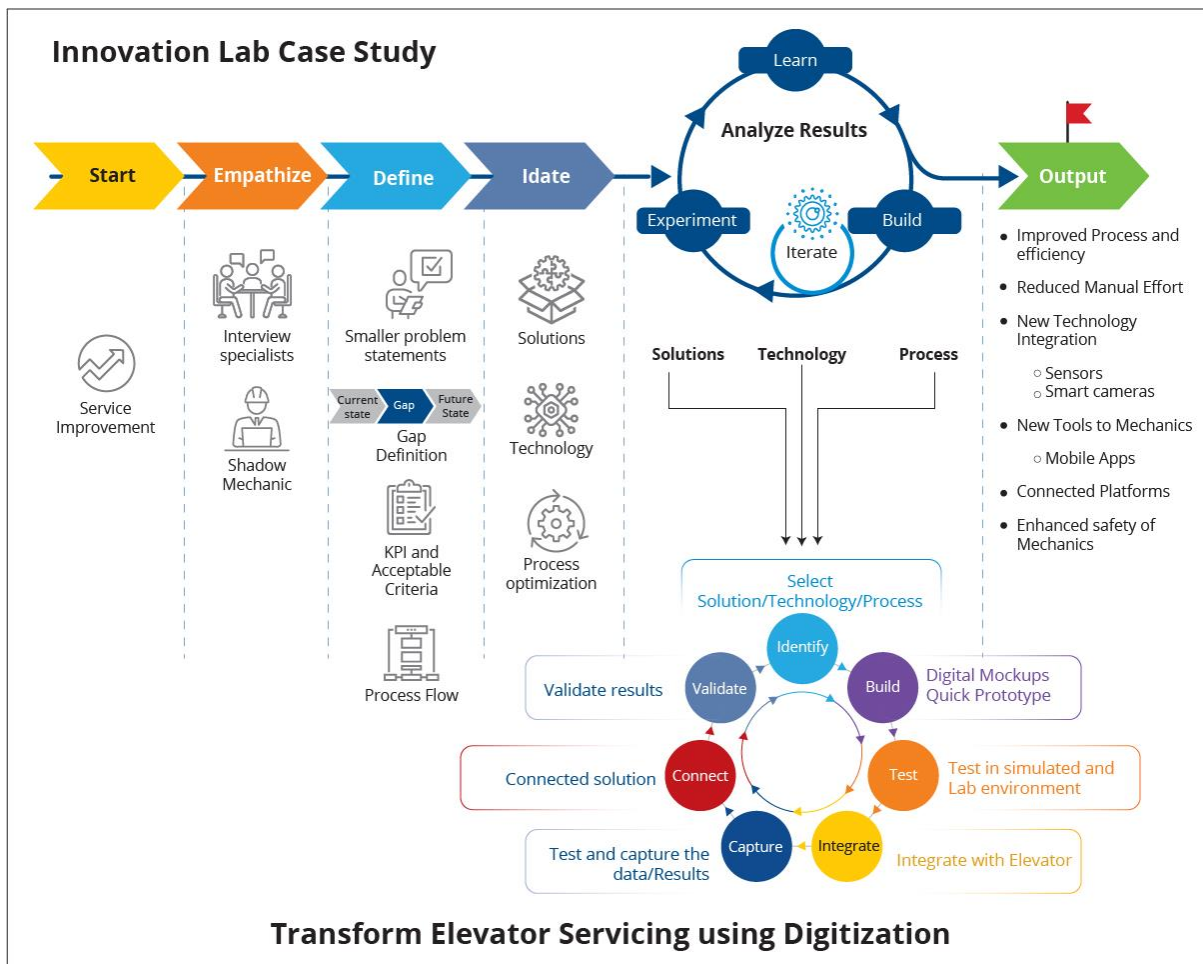 Innovation Lab Case Study
Start
Empathize
Define
Idate
Learn
Analyze Results
Experiment
Build
Iterate
Output
Service
Improvement
Interview
specialists
Shadow
Mechanic
Smaller problem
statements
Current
state
Gap
Future
State
Gap
Definition
KPI and
Acceptable
Criteria
Process Flow
Solutions
Technology
Process
optimization
Solutions
Technology
Process
• Improved Process and
efficiency
• Reduced Manual Effort
• New Technology
Integration
○ Sensors
○ Smart cameras
• New Tools to Mechanics
○ Mobile Apps
• Connected Platforms
• Enhanced safety of
Mechanics
Select
Solution/Technology/Process
Identify
Build
Digital Mockups
Quick Prototype
Test
Test in simulated and
Lab environment
Integrate
Integrate with Elevator
Capture
Test and capture the
data/Results
Connect
Connected solution
Validate
Validate results
Transform Elevator Servicing using Digitization